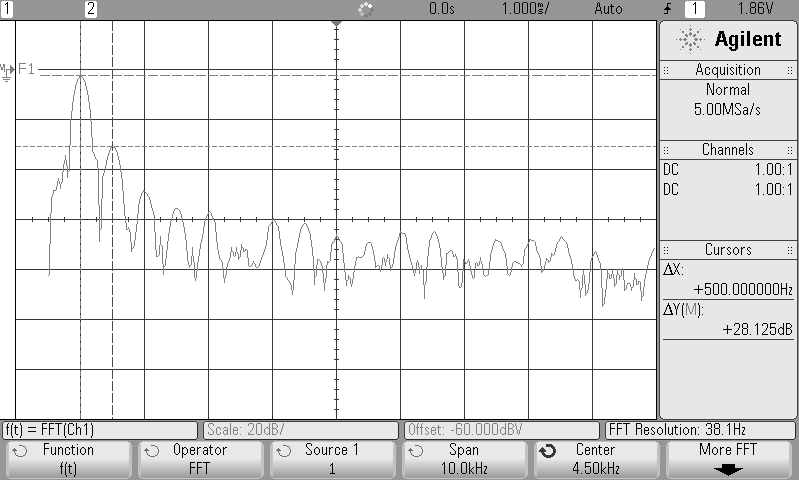 1 2 0.0s 1.000㎳/ Auto 1 1.86V
Agilent
Acquisition
Normal
5.00MSa/s
Channels
DC 1.00:1
DC 1.00:1
Cursors
ΔX:
+500.000000Hz
ΔY(M):
+28.125dB
M F1
f(t) = FFT(Ch1) Scale: 20dB/ Offset: -60.000dBV FFT Resolution: 38.1Hz
Function Operator Source 1 Span Center More FFT
f(t) FFT 1 10.0kHz 4.50kHz